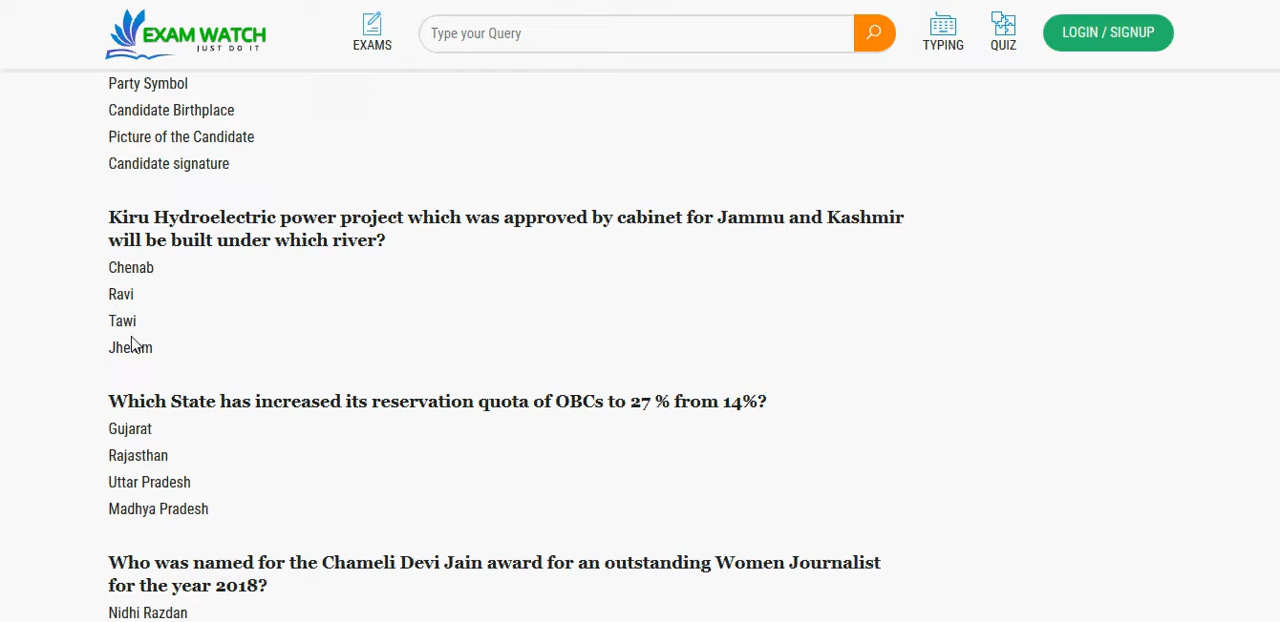 EXAM WATCH
JUST DO IT
EXAMS
Type your Query
TYPING
QUIZ
LOGIN / SIGNUP
Party Symbol
Candidate Birthplace
Picture of the Candidate
Candidate signature
Kiru Hydroelectric power project which was approved by cabinet for Jammu and Kashmir
will be built under which river?
Chenab
Ravi
Tawi
Jhelum
Which State has increased its reservation quota of OBCs to 27 % from 14%?
Gujarat
Rajasthan
Uttar Pradesh
Madhya Pradesh
Who was named for the Chameli Devi Jain award for an outstanding Women Journalist
for the year 2018?
Nidhi Razdan